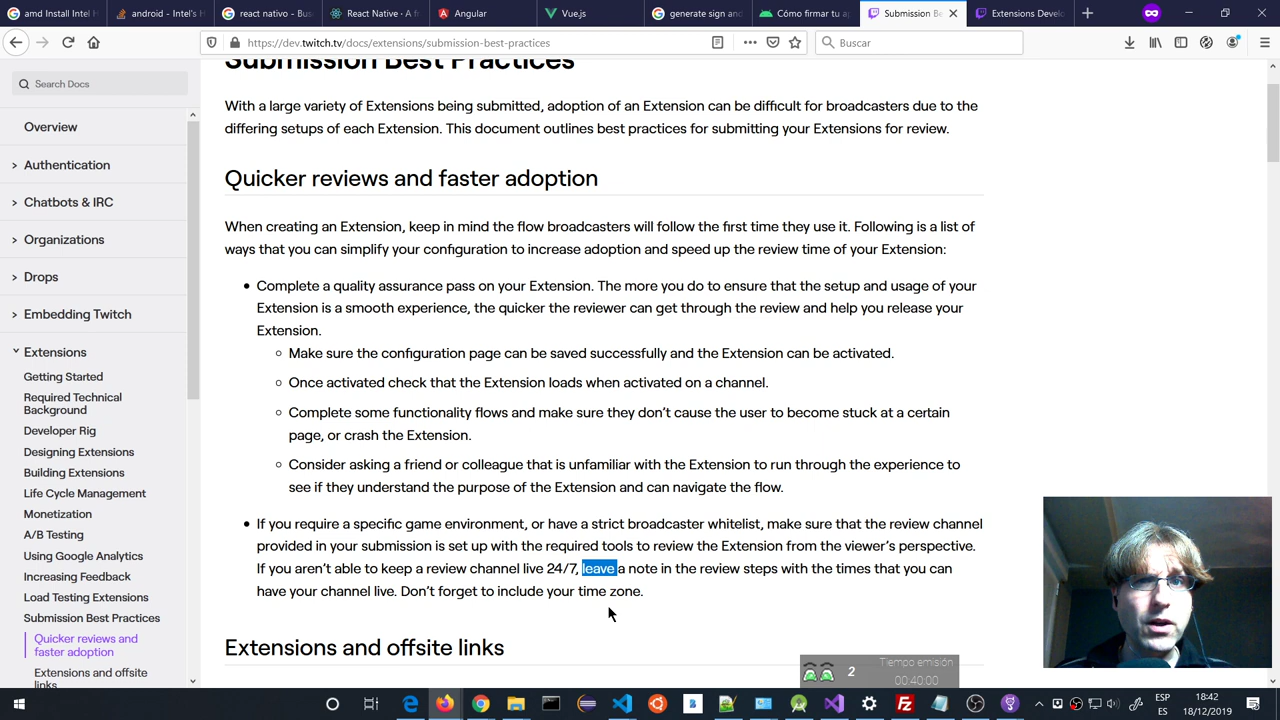 and Install Intel H
android - Intel's H
react nativo - Bus
React Native · A fr
Angular
Vue.js
generate sign and
Cómo firmar tu ap
Submission Be
Extensions Develo
https://dev.twitch.tv/docs/extensions/submission-best-practices
Buscar
Search Docs
Overview
Authentication
Chatbots & IRC
Organizations
Drops
Embedding Twitch
Extensions
Getting Started
Required Technical
Background
Developer Rig
Designing Extensions
Building Extensions
Life Cycle Management
Monetization
A/B Testing
Using Google Analytics
Increasing Feedback
Load Testing Extensions
Submission Best Practices
Quicker reviews and
faster adoption
Extensions and offsite
links
Submission Best Practices
With a large variety of Extensions being submitted, adoption of an Extension can be difficult for broadcasters due to the
differing setups of each Extension. This document outlines best practices for submitting your Extensions for review.
Quicker reviews and faster adoption
When creating an Extension, keep in mind the flow broadcasters will follow the first time they use it. Following is a list of
ways that you can simplify your configuration to increase adoption and speed up the review time of your Extension:
Complete a quality assurance pass on your Extension. The more you do to ensure that the setup and usage of your
Extension is a smooth experience, the quicker the reviewer can get through the review and help you release your
Extension.
Make sure the configuration page can be saved successfully and the Extension can be activated.
Once activated check that the Extension loads when activated on a channel.
Complete some functionality flows and make sure they don't cause the user to become stuck at a certain
page, or crash the Extension.
Consider asking a friend or colleague that is unfamiliar with the Extension to run through the experience to
see if they understand the purpose of the Extension and can navigate the flow.
If you require a specific game environment, or have a strict broadcaster whitelist, make sure that the review channel
provided in your submission is set up with the required tools to review the Extension from the viewer's perspective.
If you aren't able to keep a review channel live 24/7, leave a note in the review steps with the times that you can
have your channel live. Don't forget to include your time zone.
Extensions and offsite links
2
Tiempo emisión
00:40:00
ESP
ES
18:42
18/12/2019